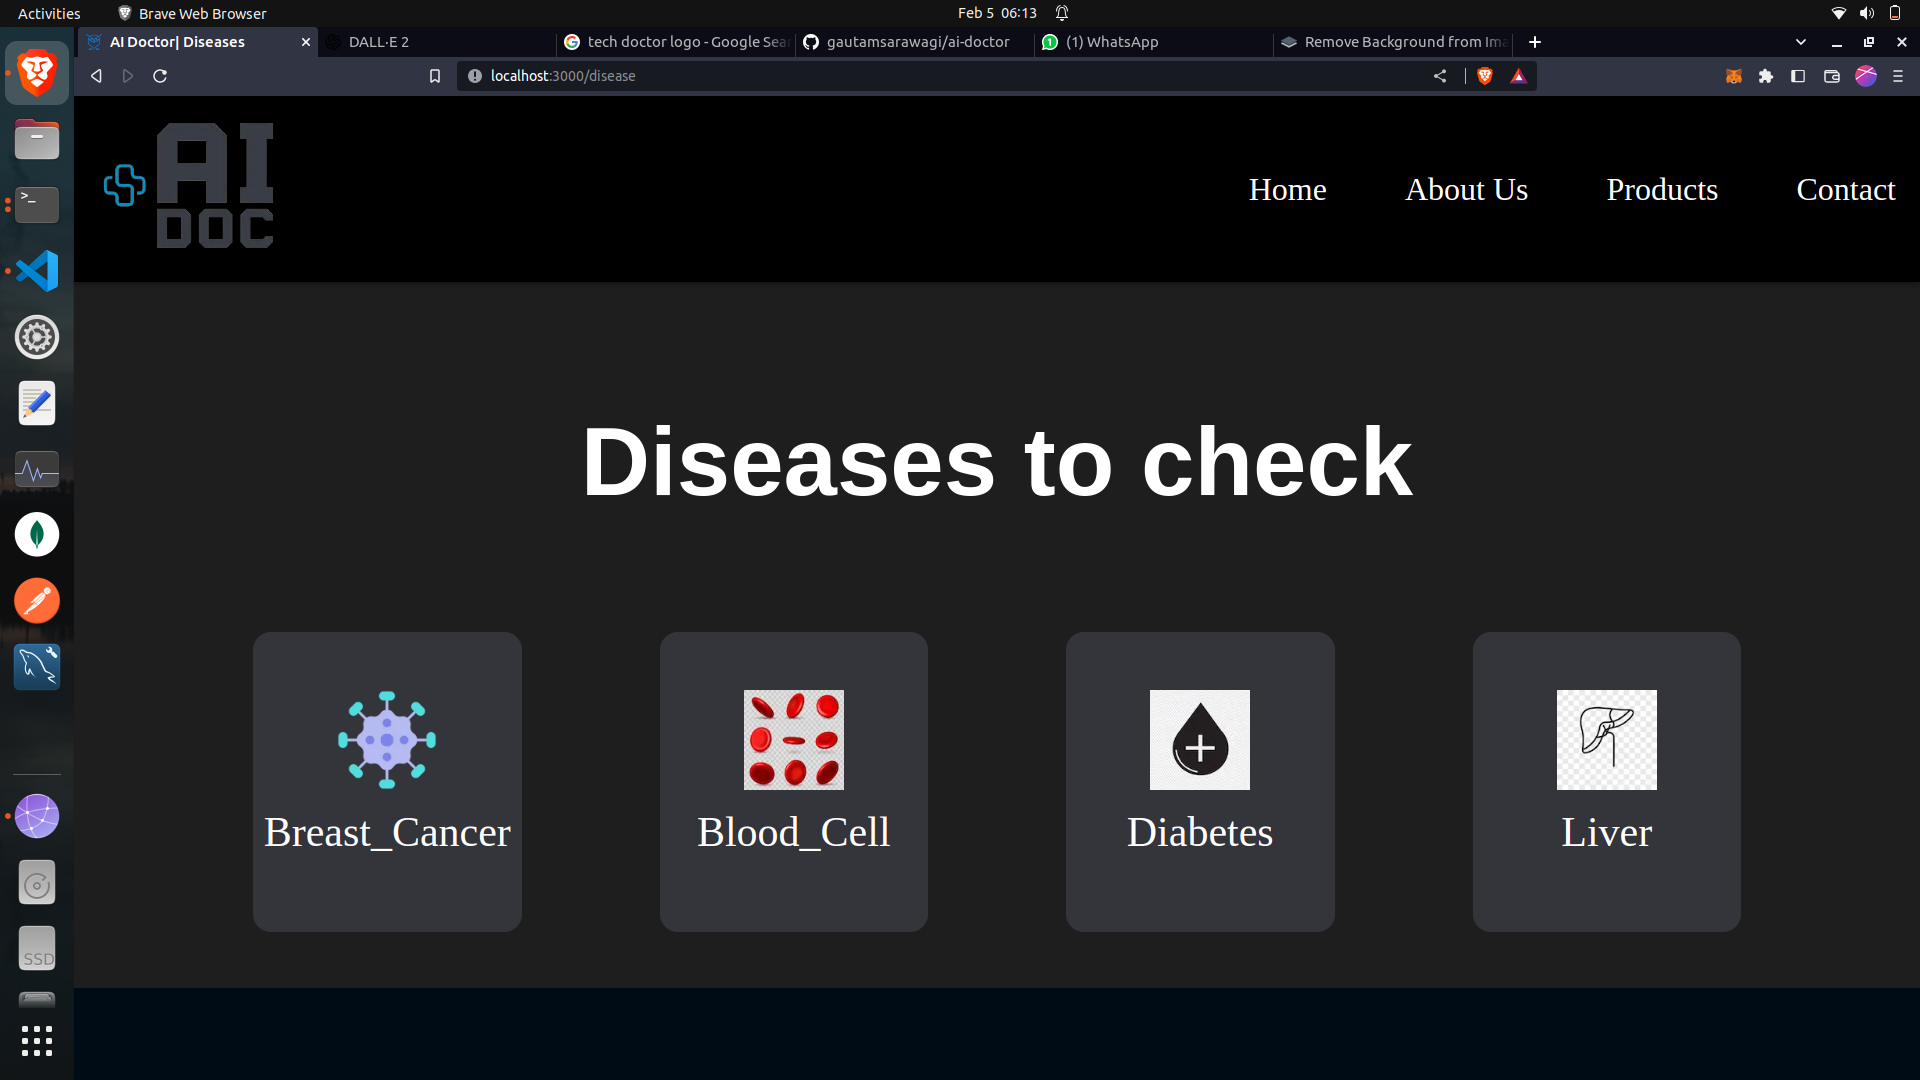 Activities
Brave Web Browser
Feb 5 06:13
AI Doctor| Diseases
DALL·E 2
tech doctor logo - Google Sear
gautamsarawagi/ai-doctor
(1) WhatsApp
Remove Background from Ima
localhost:3000/disease
AI
DOC
Home
About Us
Products
Contact
Diseases to check
Breast_Cancer
Blood_Cell
Diabetes
Liver
SSD